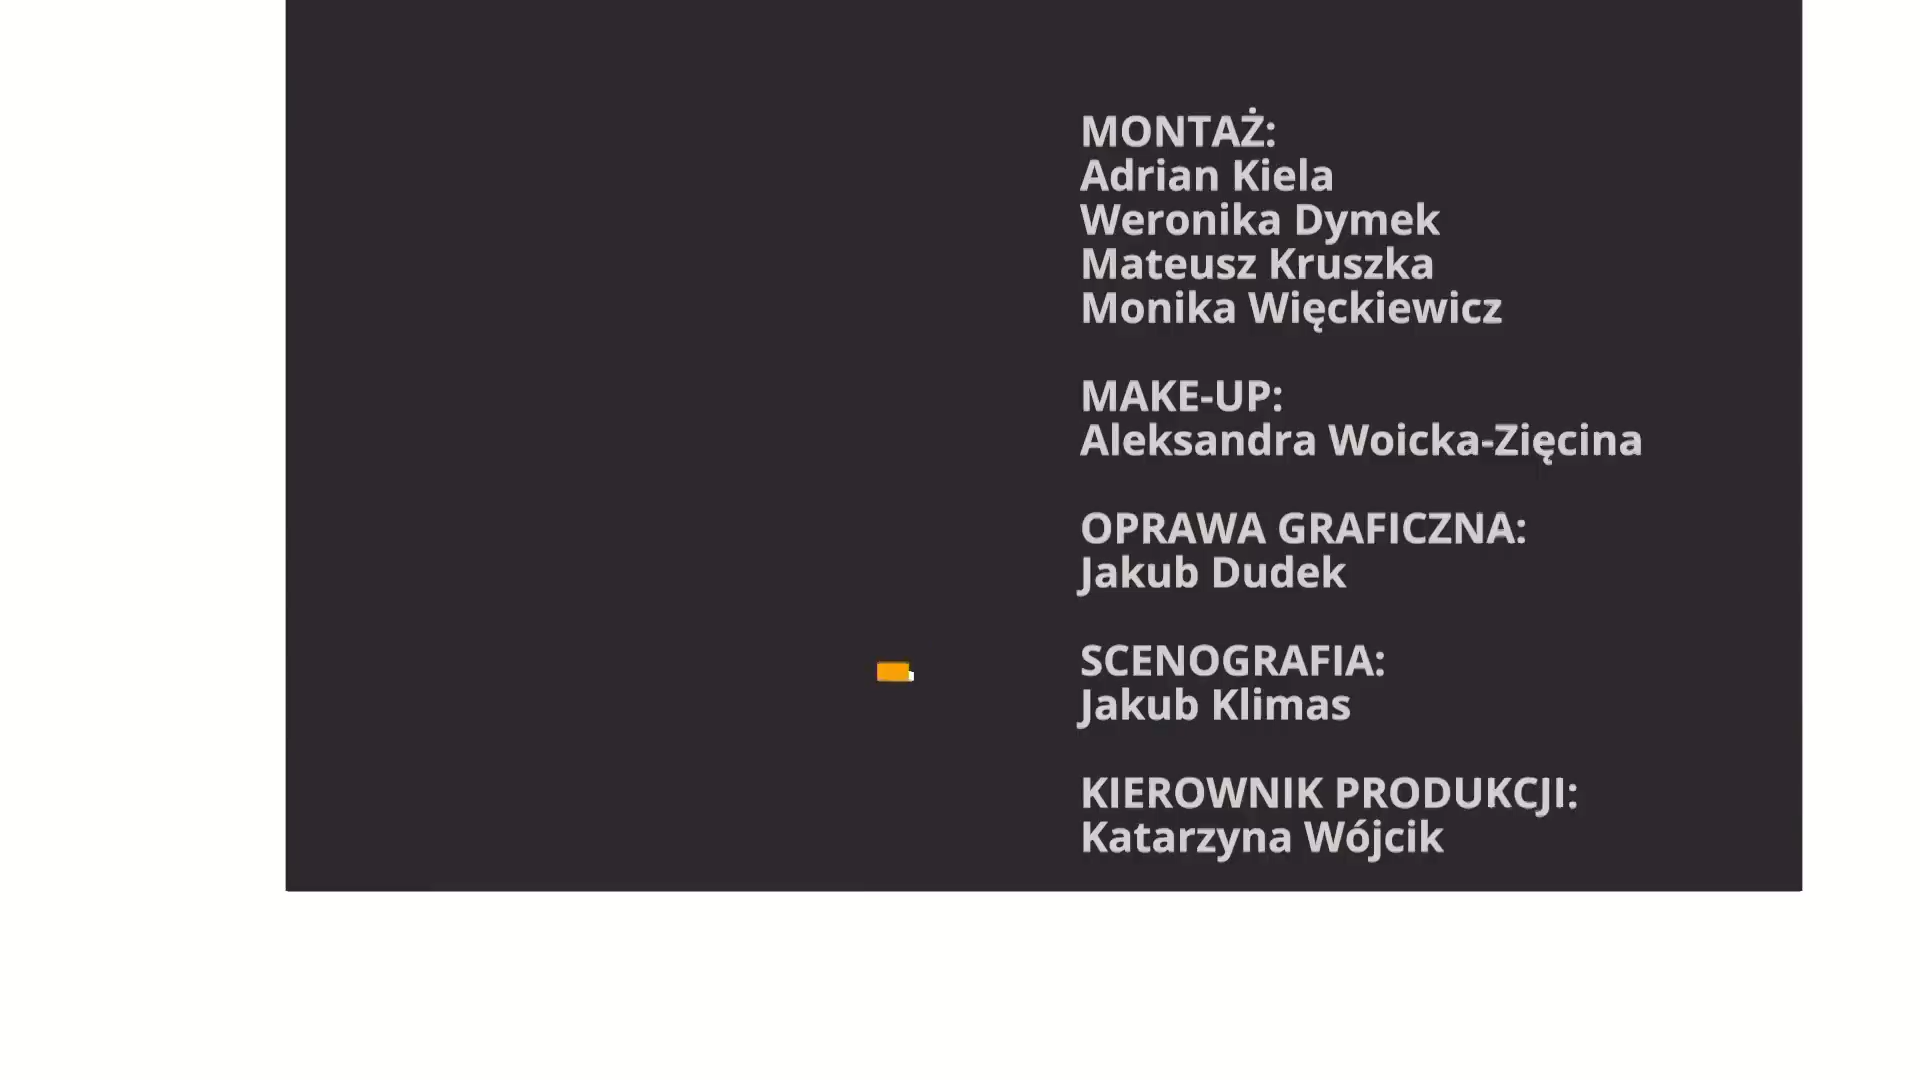 MONTAŻ:
Adrian Kiela
Weronika Dymek
Mateusz Kruszka
Monika Więckiewicz
MAKE-UP:
Aleksandra Woicka-Zięcina
OPRAWA GRAFICZNA:
Jakub Dudek
SCENOGRAFIA:
Jakub Klimas
KIEROWNIK PRODUKCJI:
Katarzyna Wójcik